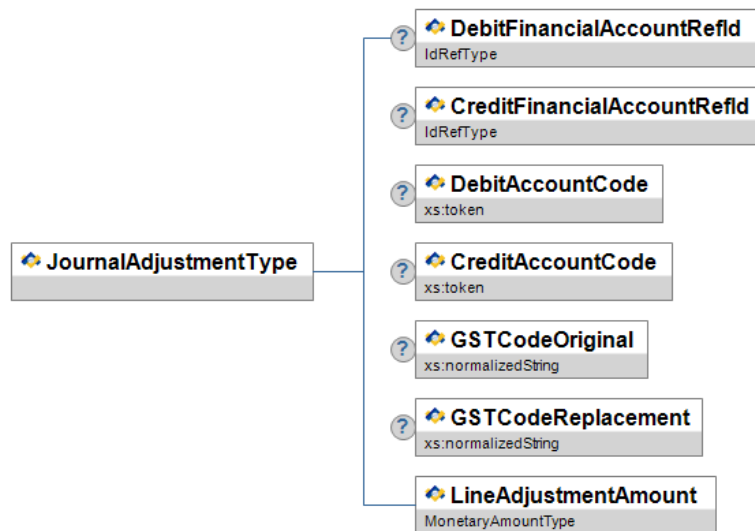 DebitFinancialAccountRefId
IdRefType
?
CreditFinancialAccountRefId
IdRefType
?
DebitAccountCode
xs:token
?
JournalAdjustmentType
CreditAccountCode
xs:token
?
GSTCodeOriginal
xs:normalizedString
?
GSTCodeReplacement
xs:normalizedString
?
LineAdjustmentAmount
MonetaryAmountType